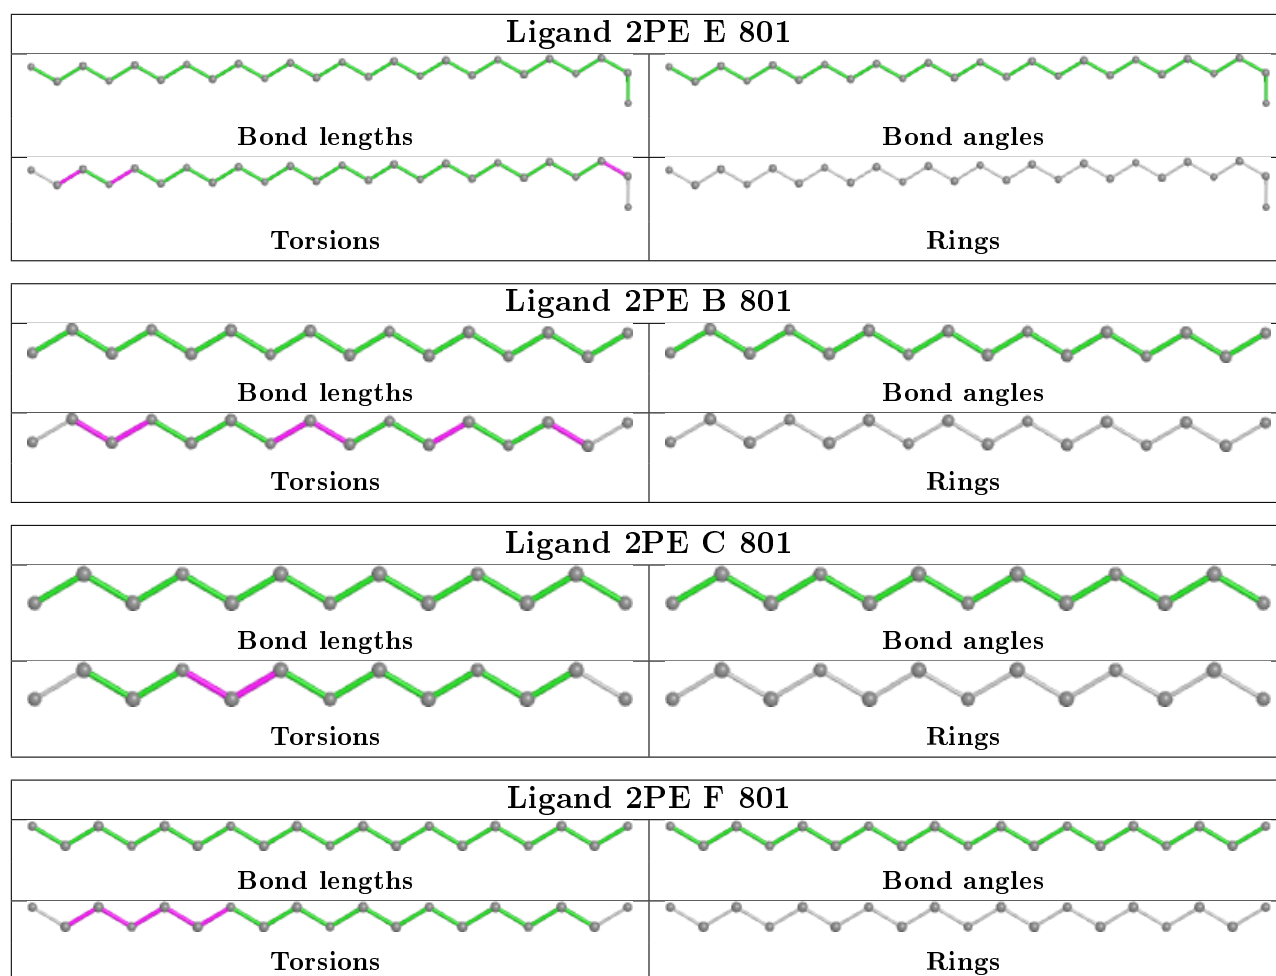 Ligand 2PE E 801
Bond lengths
Bond angles
Torsions
Rings
Ligand 2PE B 801
Bond lengths
Bond angles
Torsions
Rings
Ligand 2PE C 801
Bond lengths
Bond angles
Torsions
Rings
Ligand 2PE F 801
Bond lengths
Bond angles
Torsions
Rings